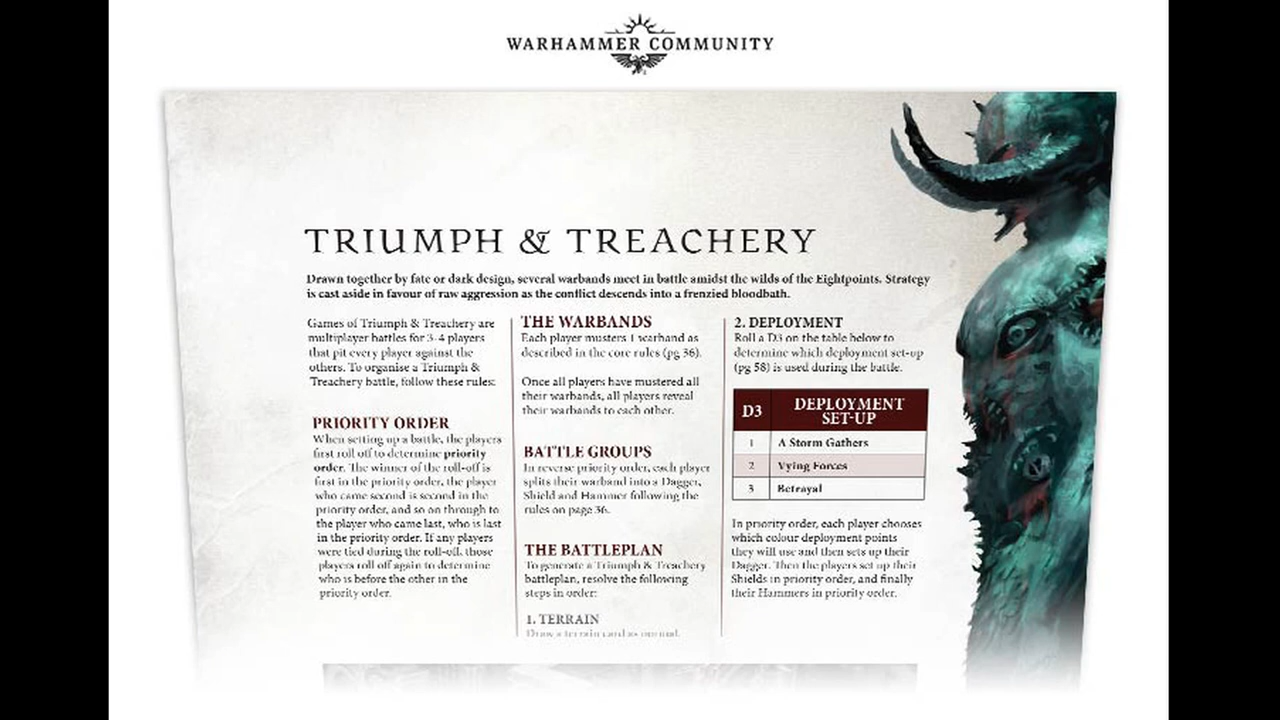 WARHAMMER COMMUNITY
TRIUMPH & TREACHERY
Drawn together by fate or dark design, several warbands meet in battle amidst the wilds of the Eightpoints. Strategy
is cast aside in favour of raw aggression as the conflict descends into a frenzied bloodbath.
Games of Triumph & Treachery are
multiplayer battles for 3-4 players
that pit every player against the
others. To organise a Triumph &
Treachery battle, follow these rules:
PRIORITY ORDER
When setting up a battle, the players
first roll off to determine priority
order. The winner of the roll-off is
first in the priority order, the player
who came second is second in the
priority order, and so on through to
the player who came last, who is last
in the priority order. If any players
were tied during the roll-off, those
players roll off again to determine
who is before the other in the
priority order.
THE WARBANDS
Each player musters 1 warband as
described in the core rules (pg 36).
Once all players have mustered all
their warbands, all players reveal
their warbands to each other.
BATTLE GROUPS
In reverse priority order, each player
splits their warband into a Dagger,
Shield and Hammer following the
rules on page 36.
THE BATTLEPLAN
To generate a Triumph & Treachery
battleplan, resolve the following
steps in order:
1. TERRAIN
Draw a terrain card as normal.
2. DEPLOYMENT
Roll a D3 on the table below to
determine which deployment set-up
(pg 58) is used during the battle.
D3 DEPLOYMENT
SET-UP
1 A Storm Gathers
2 Vying Forces
3 Betrayal
In priority order, each player chooses
which colour deployment points
they will use and then sets up their
Dagger. Then the players set up their
Shields in priority order, and finally
their Hammers in priority order.